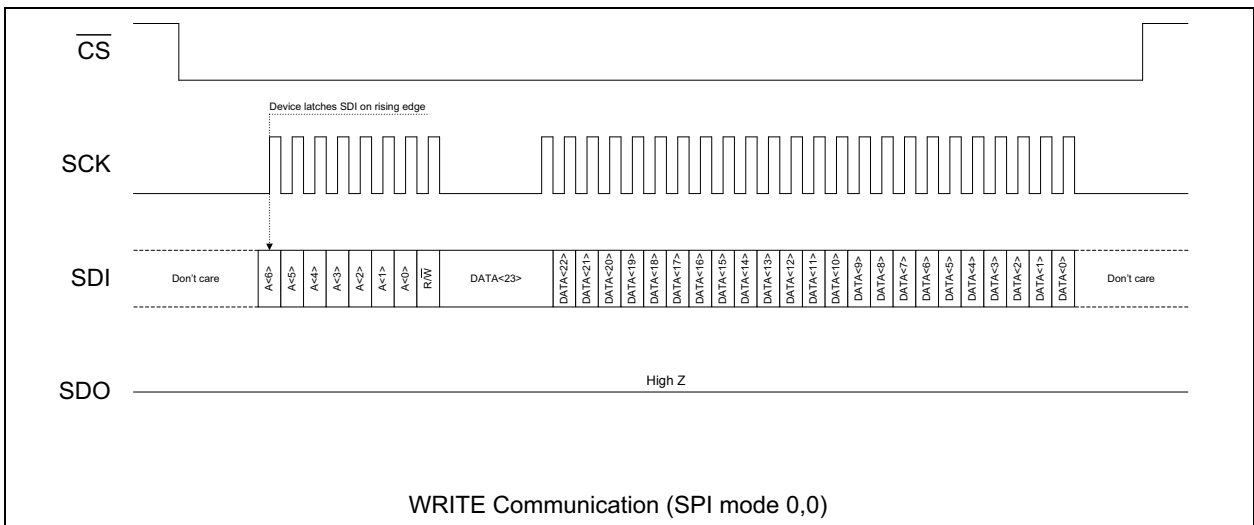 CS
Device latches SDI on rising edge
SCK
SDI
Don't care
A<6>
A<5>
A<4>
A<3>
A<2>
A<1>
A<0>
R/W
DATA<23>
DATA<22>
DATA<21>
DATA<20>
DATA<19>
DATA<18>
DATA<17>
DATA<16>
DATA<15>
DATA<14>
DATA<13>
DATA<12>
DATA<11>
DATA<10>
DATA<9>
DATA<8>
DATA<7>
DATA<6>
DATA<5>
DATA<4>
DATA<3>
DATA<2>
DATA<1>
DATA<0>
Don't care
SDO
High Z
WRITE Communication (SPI mode 0,0)